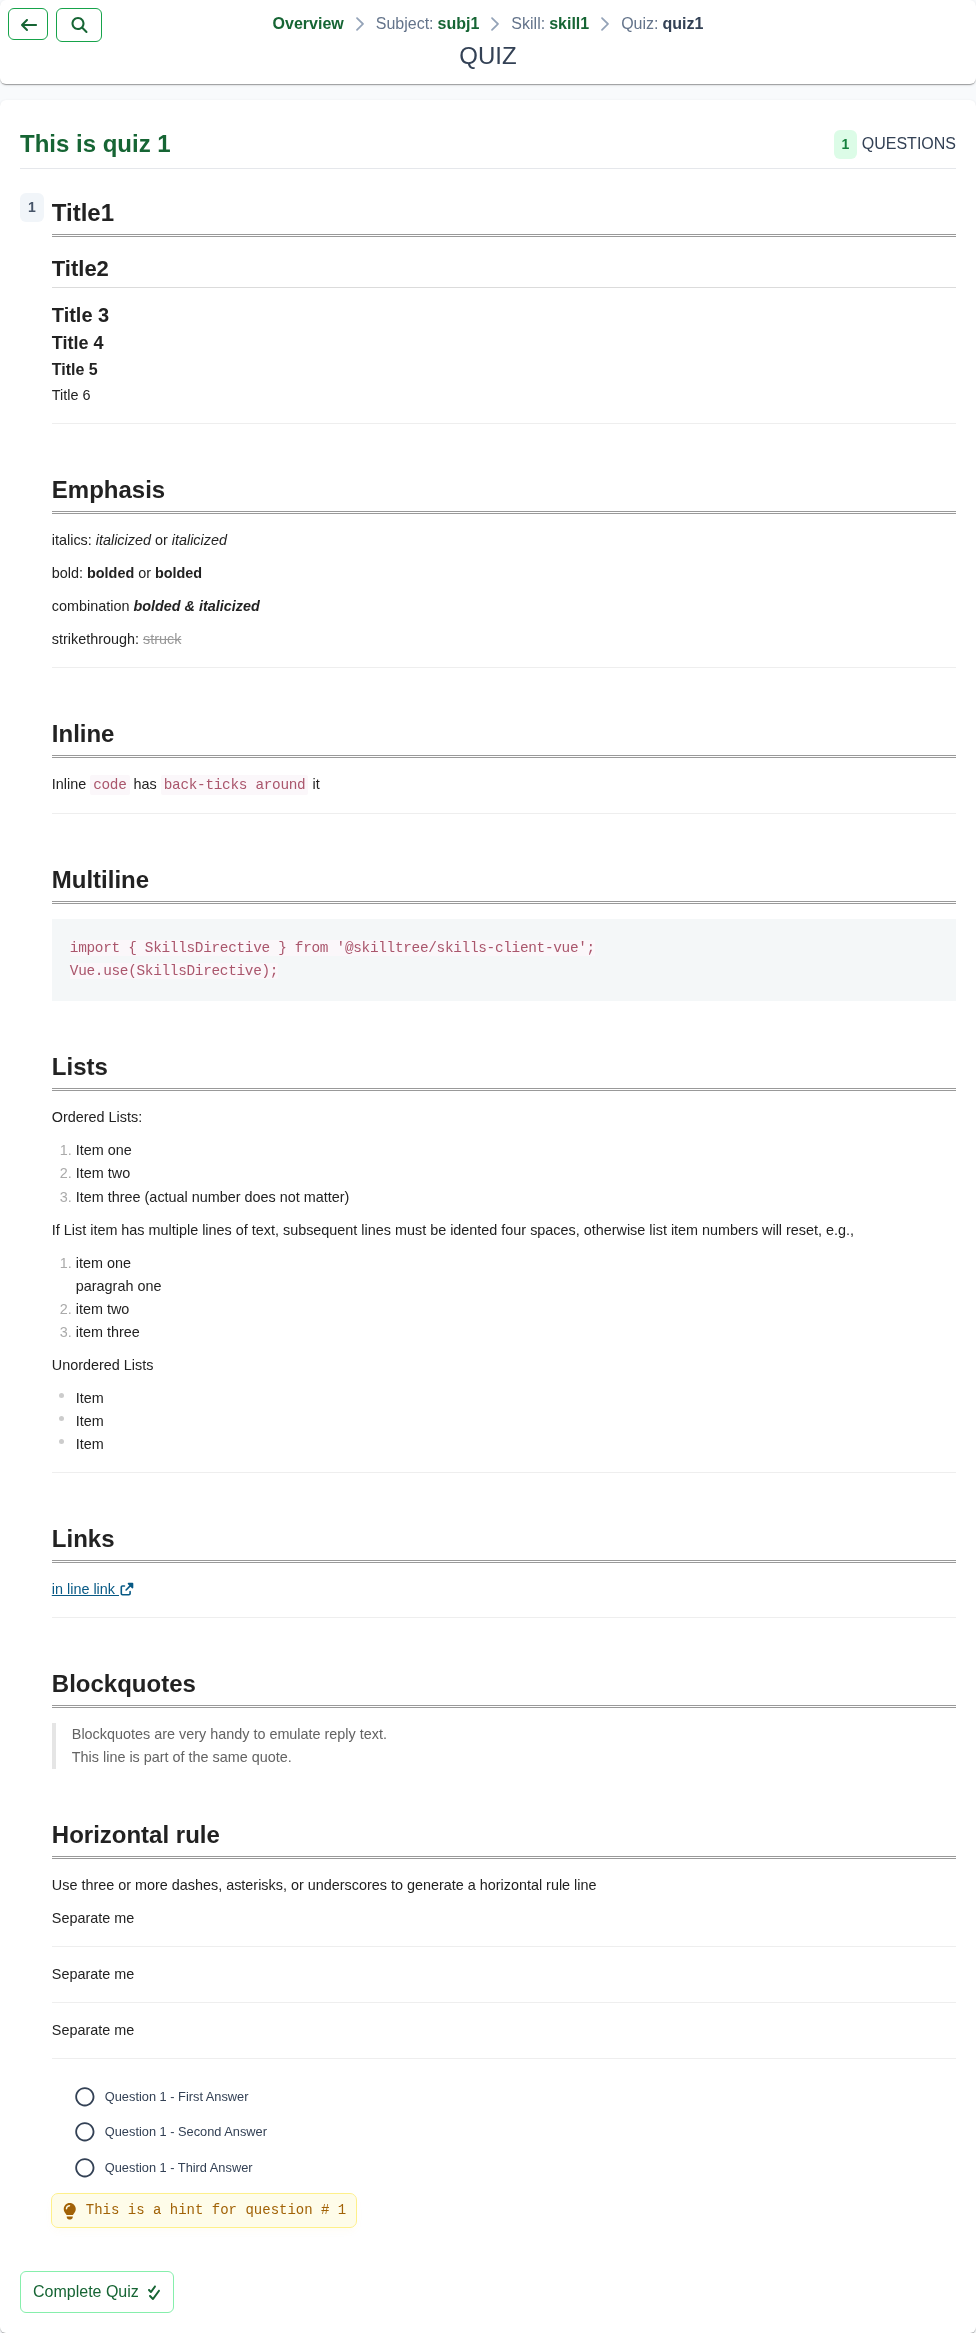 Overview > Subject: subj1 > Skill: skill1 > Quiz: quiz1
QUIZ
This is quiz 1
1 QUESTIONS
1
Title1
Title2
Title 3
Title 4
Title 5
Title 6
Emphasis
italics: italicized or italicized
bold: bolded or bolded
combination bolded & italicized
strikethrough: struck
Inline
Inline code has back-ticks around it
Multiline
import { SkillsDirective } from '@skilltree/skills-client-vue';
Vue.use(SkillsDirective);
Lists
Ordered Lists:
1. Item one
2. Item two
3. Item three (actual number does not matter)
If List item has multiple lines of text, subsequent lines must be idented four spaces, otherwise list item numbers will reset, e.g.,
1. item one
paragrah one
2. item two
3. item three
Unordered Lists
• Item
• Item
• Item
Links
in line link
Blockquotes
Blockquotes are very handy to emulate reply text.
This line is part of the same quote.
Horizontal rule
Use three or more dashes, asterisks, or underscores to generate a horizontal rule line
Separate me
Separate me
Separate me
Question 1 - First Answer
Question 1 - Second Answer
Question 1 - Third Answer
This is a hint for question # 1
Complete Quiz